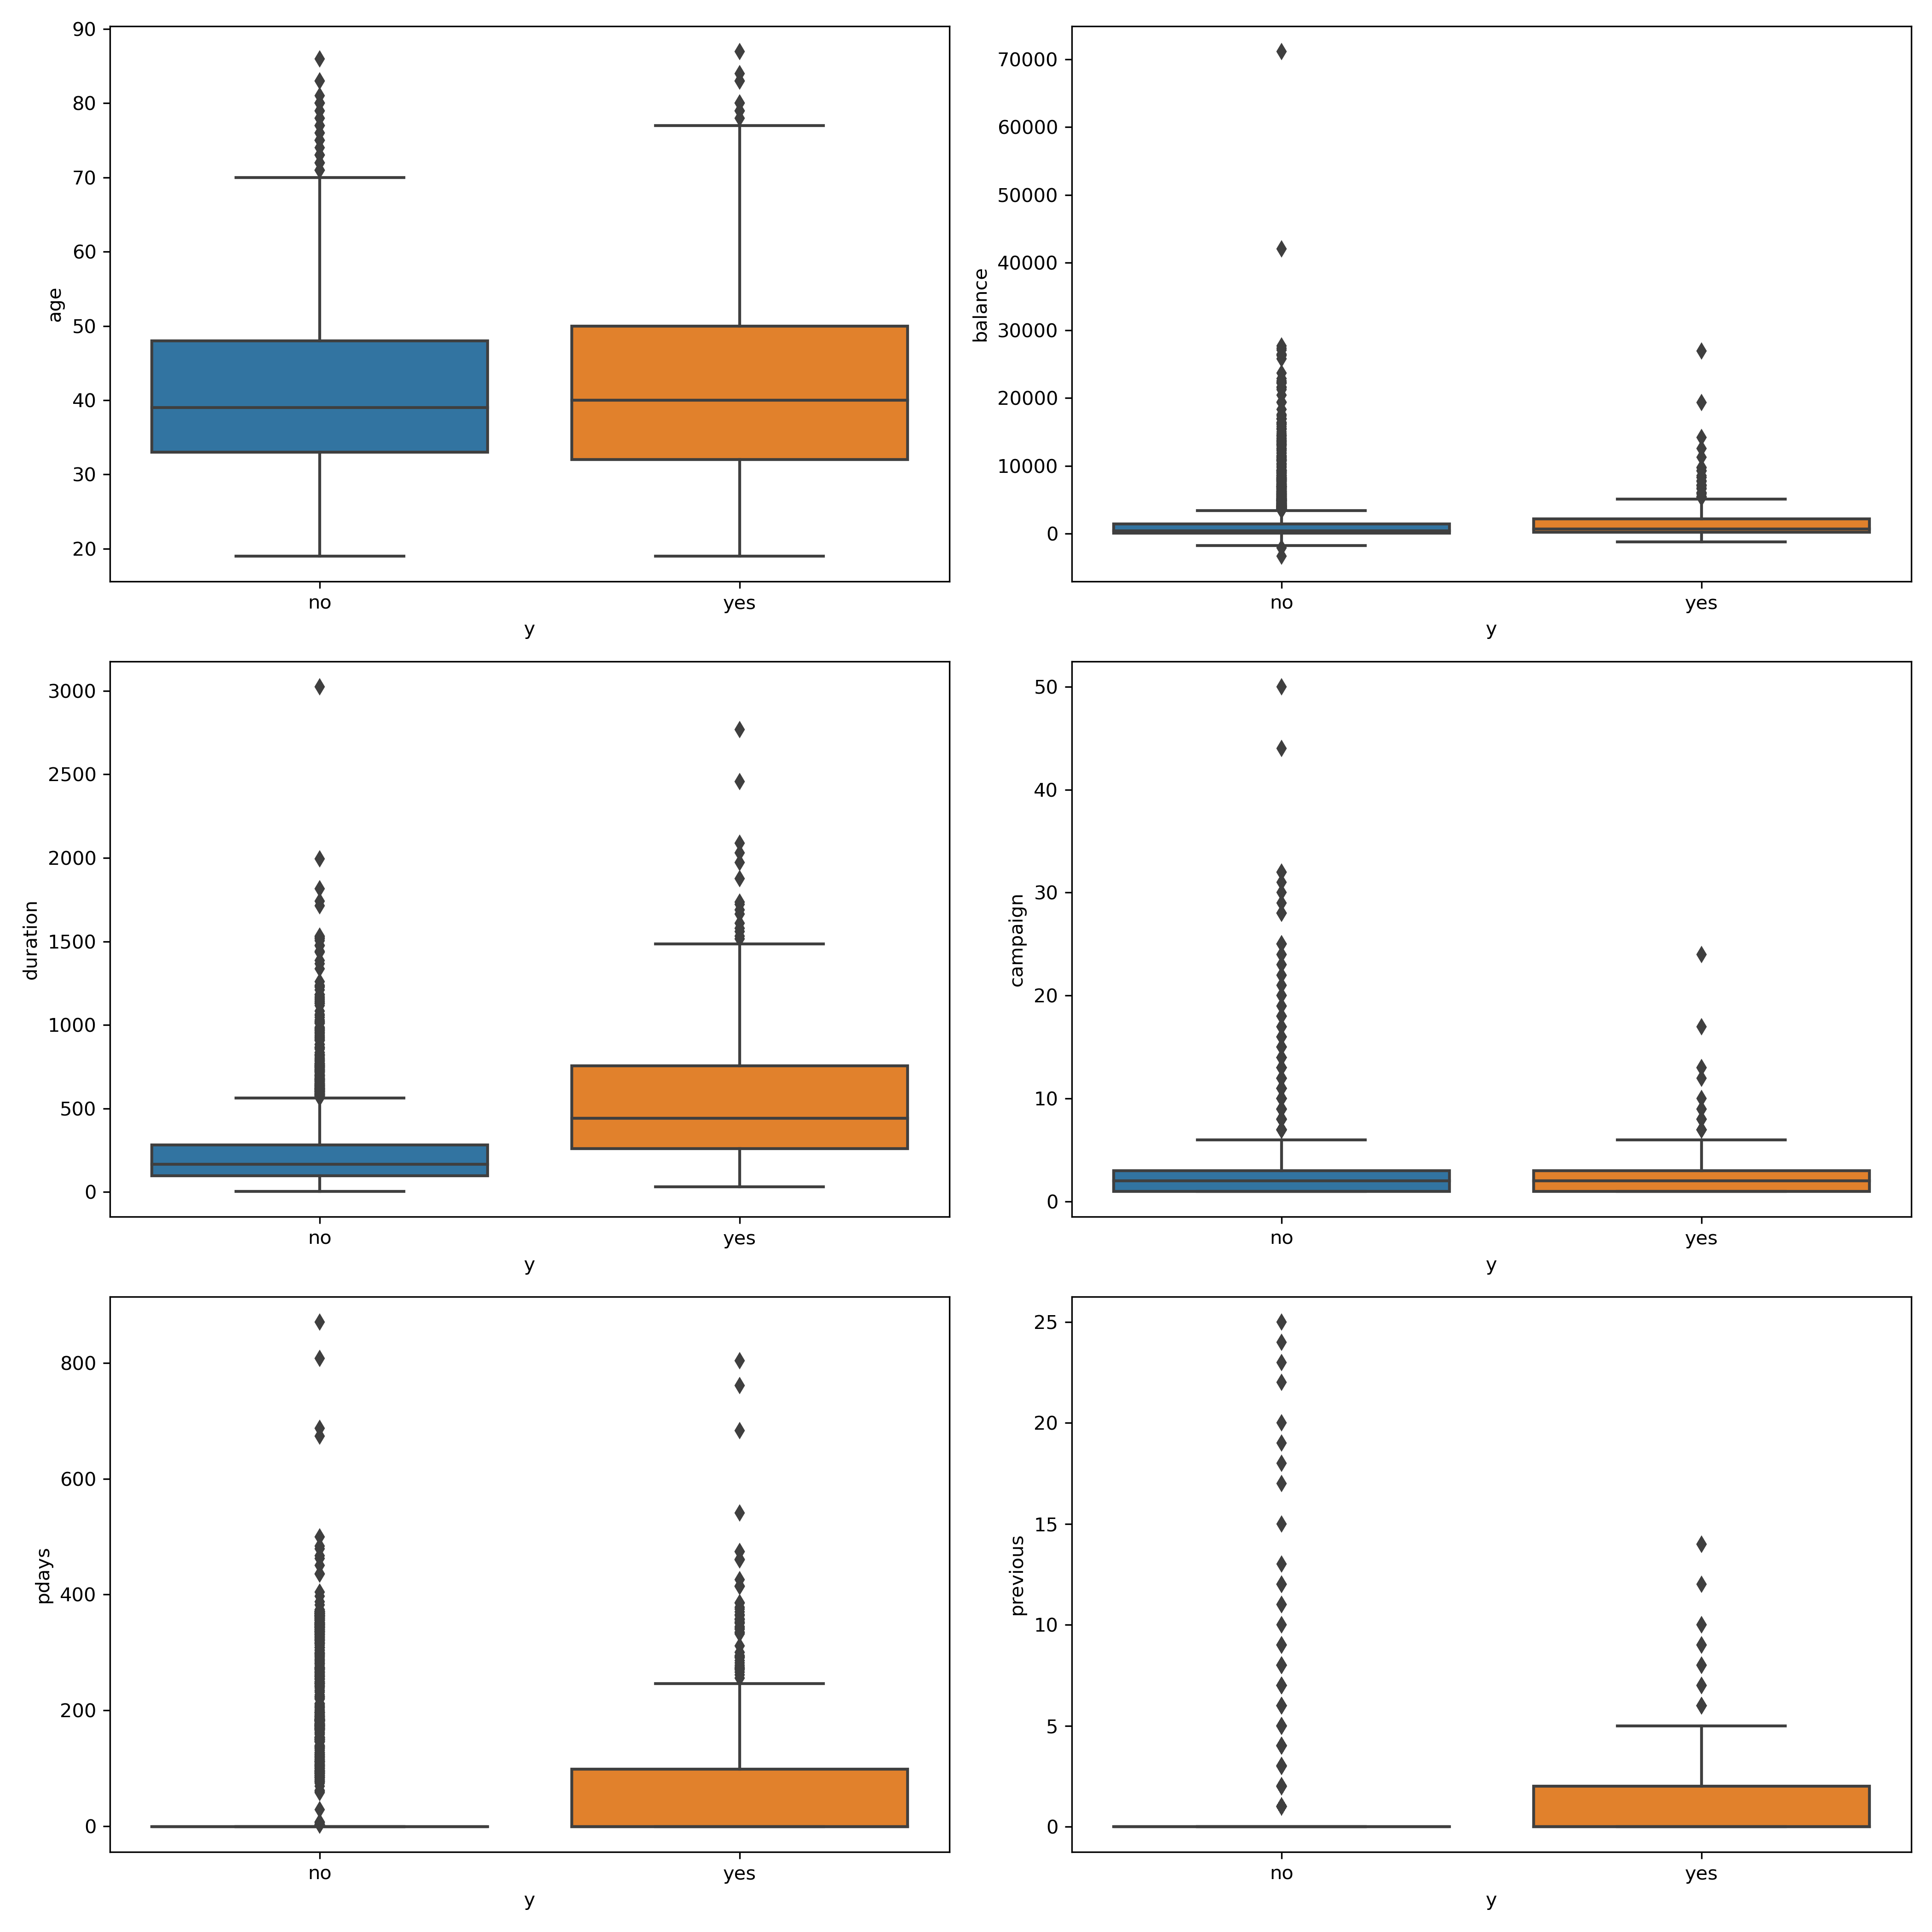 90
80
70
60
50
40
30
20
age
no
yes
y
70000
60000
50000
40000
30000
20000
10000
0
balance
no
yes
y
3000
2500
2000
1500
1000
500
0
duration
no
yes
y
50
40
30
20
10
0
campaign
no
yes
y
800
600
400
200
0
pdays
no
yes
y
25
20
15
10
5
0
previous
no
yes
y